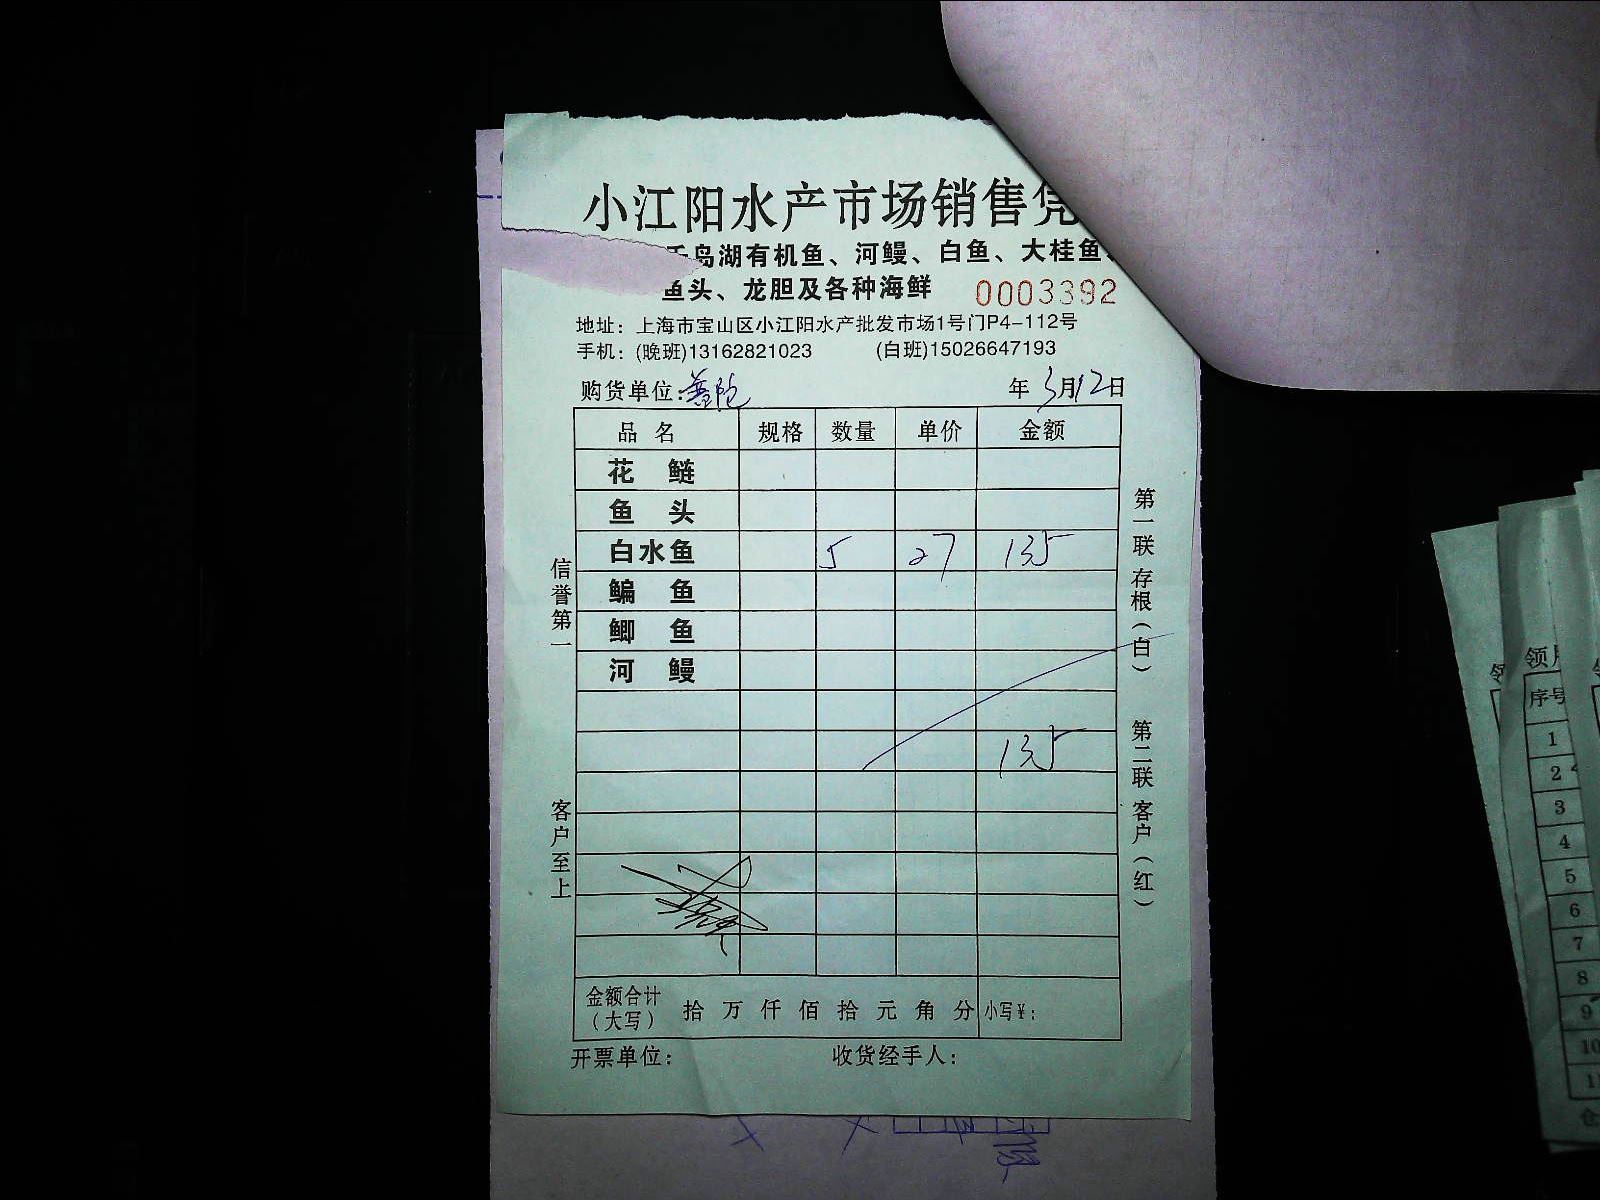 小江阳水产市场销售凭
千岛湖有机鱼、河鳗、白鱼、大桂鱼、
鱼头、龙胆及各种海鲜 0003392
地址：上海市宝山区小江阳水产批发市场1号门P4-112号
手机：(晚班)13162821023 (白班)15026647193
购货单位： 年 3月12日
品名 规格 数量 单价 金额
花鲢
鱼头
白水鱼 5 27 135
鳊鱼
鲫鱼
河鳗
135
金额合计（大写） 拾 万 仟 佰 拾 元 角 分 小写￥：
开票单位： 收货经手人：
信誉第一
客户至上
第一联 存根（白）
第二联 客户（红）
领
序号
1
2
3
4
5
6
7
8
9
10